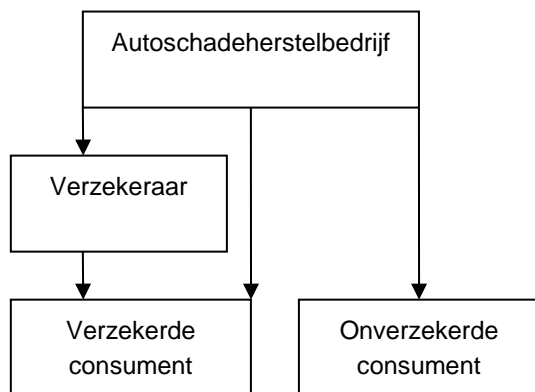 Autoschadeherstelbedrijf
Verzekeraar
Verzekerde
consument
Onverzekerde
consument